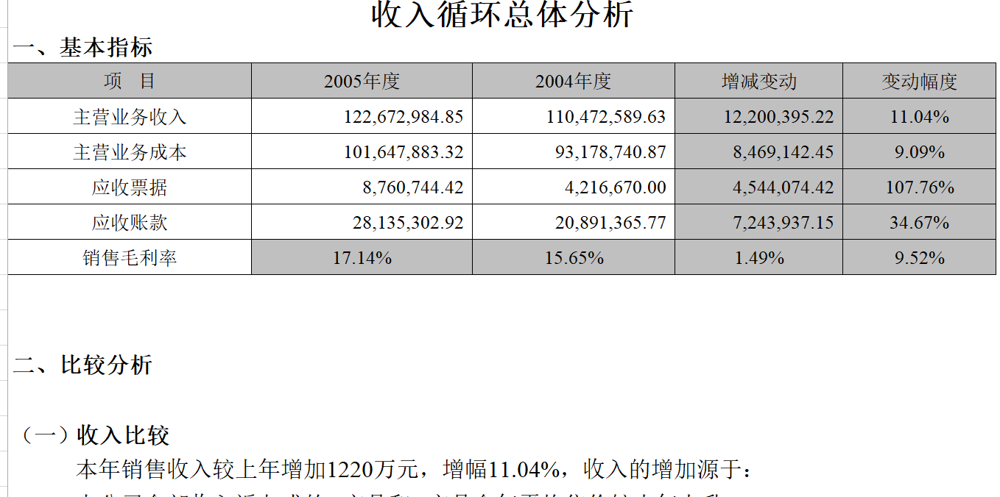 收入循环总体分析
一、基本指标
项 目 2005年度 2004年度 增减变动 变动幅度
主营业务收入 122,672,984.85 110,472,589.63 12,200,395.22 11.04%
主营业务成本 101,647,883.32 93,178,740.87 8,469,142.45 9.09%
应收票据 8,760,744.42 4,216,670.00 4,544,074.42 107.76%
应收账款 28,135,302.92 20,891,365.77 7,243,937.15 34.67%
销售毛利率 17.14% 15.65% 1.49% 9.52%
二、比较分析
（一）收入比较
本年销售收入较上年增加1220万元，增幅11.04%，收入的增加源于：